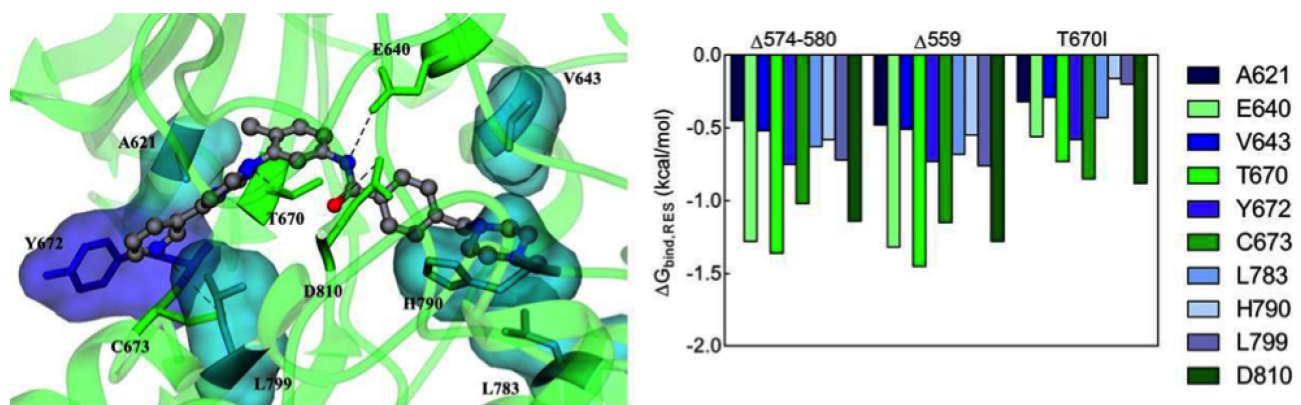 E640
V643
A621
T670
Y672
D810
H790
C673
L799
L783
Δ574-580
Δ559
T670I
0.0
-0.5
-1.0
-1.5
-2.0
ΔGbind,RES (kcal/mol)
A621
E640
V643
T670
Y672
C673
L783
H790
L799
D810